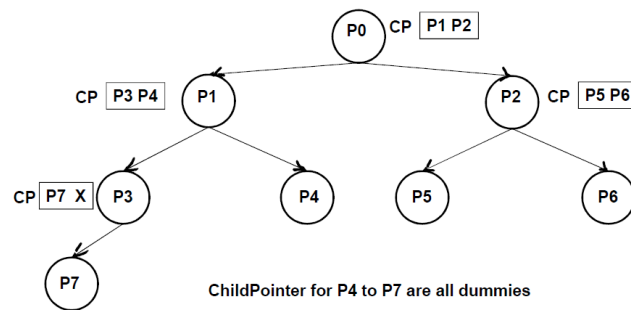 P0 CP P1 P2
CP P3 P4 P1 P2 CP P5 P6
CP P7 X P3 P4 P5 P6
P7
ChildPointer for P4 to P7 are all dummies